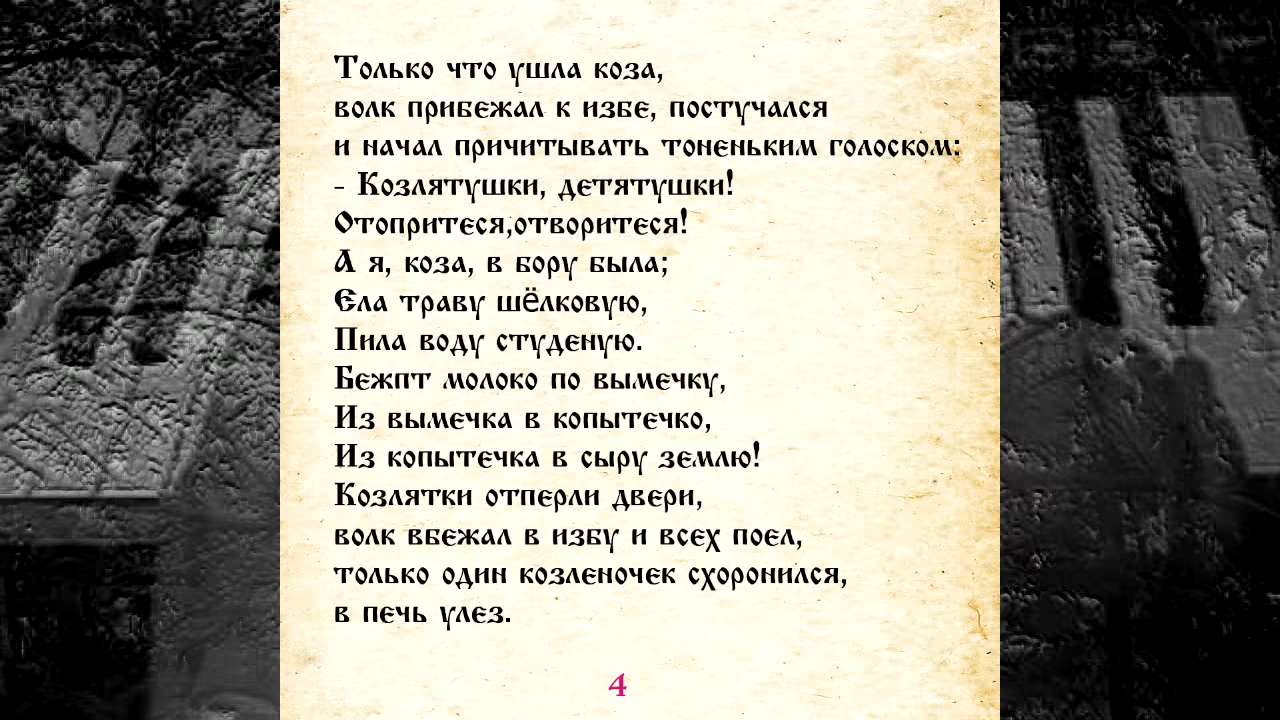 Только что ушла коза,
волк прибежал к избе, постучался
и начал причитывать тоненьким голоском:
- Козлятушки, детятушки!
Отопритеся,отворитеся!
А я, коза, в бору была;
Ела траву шёлковую,
Пила воду студеную.
Бежпт молоко по вымечку,
Из вымечка в копытечко,
Из копытечка в сыру землю!
Козлятки отперли двери,
волк вбежал в избу и всех поел,
только один козленочек схоронился,
в печь улез.
4